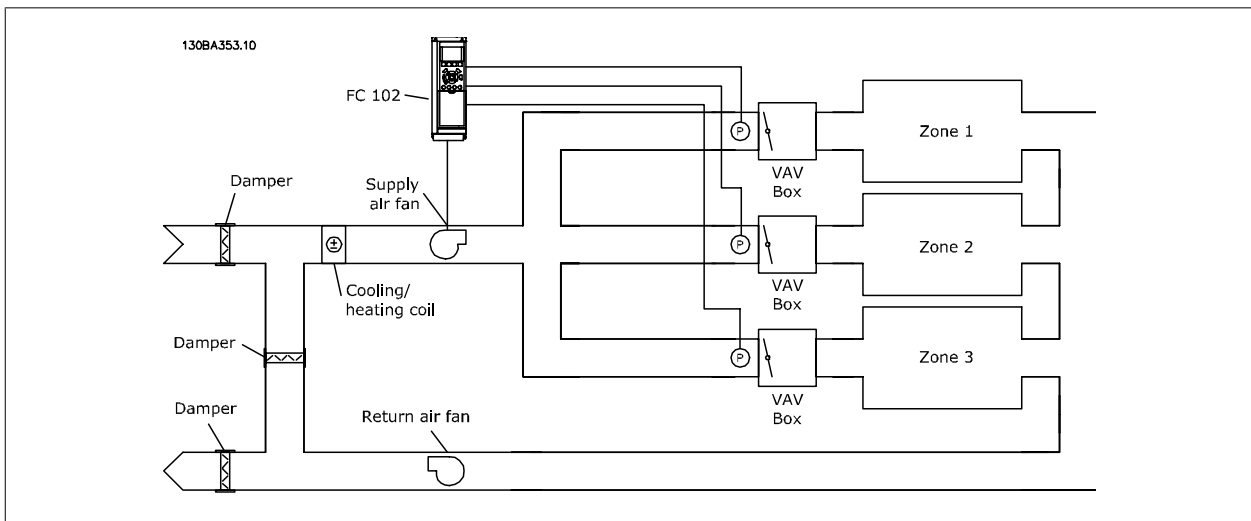 130BA353.10
FC 102
Damper
Supply
air fan
Cooling/
heating coil
Damper
Damper
Return air fan
P
VAV
Box
Zone 1
P
VAV
Box
Zone 2
P
VAV
Box
Zone 3